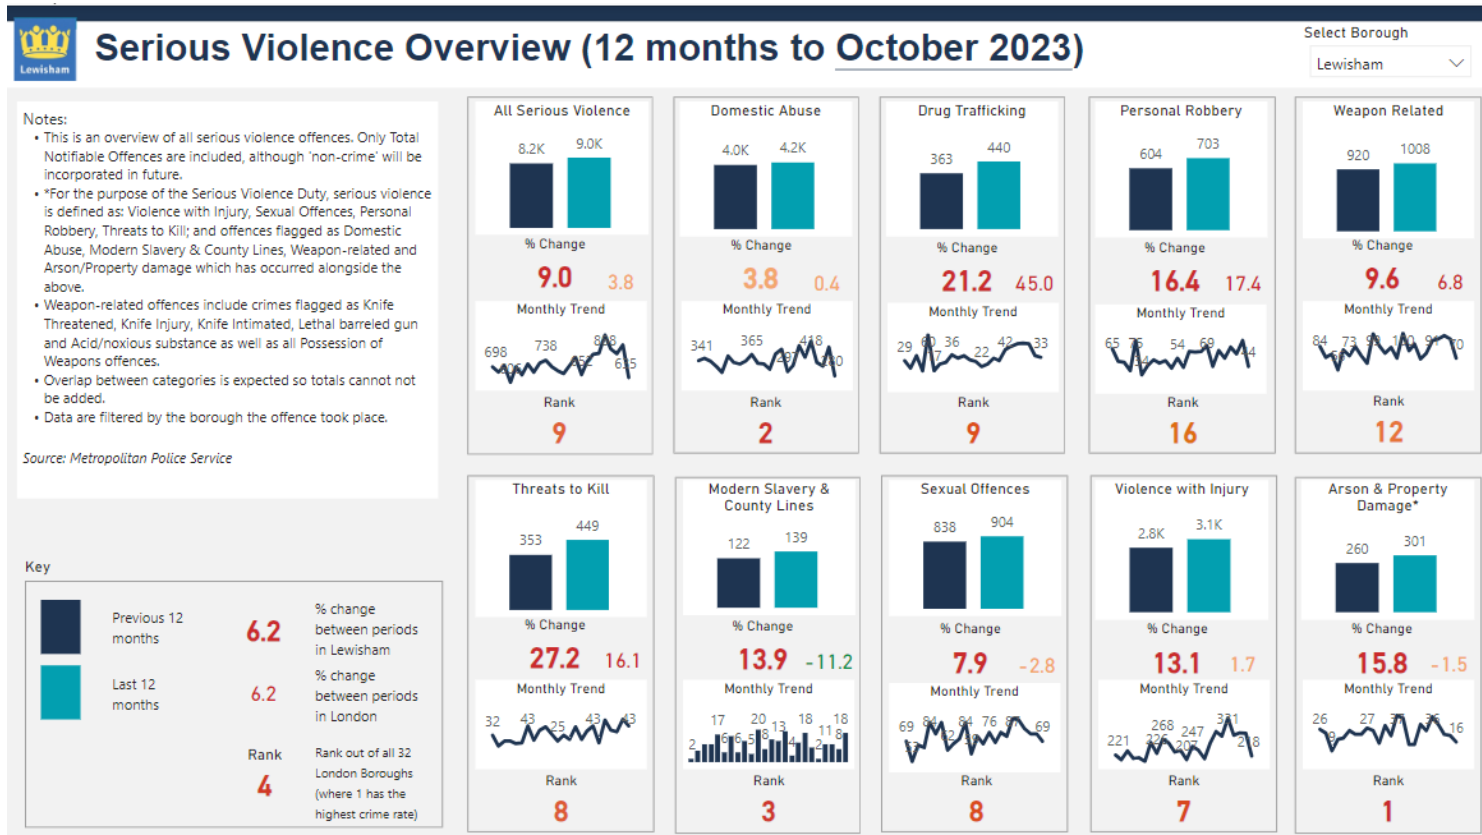 Lewisham
Serious Violence Overview (12 months to October 2023)
Select Borough
Lewisham
Notes:
• This is an overview of all serious violence offences. Only Total
Notifiable Offences are included, although 'non-crime' will be
incorporated in future.
• *For the purpose of the Serious Violence Duty, serious violence
is defined as: Violence with Injury, Sexual Offences, Personal
Robbery, Threats to Kill; and offences flagged as Domestic
Abuse, Modern Slavery & County Lines, Weapon-related and
Arson/Property damage which has occurred alongside the
above.
• Weapon-related offences include crimes flagged as Knife
Threatened, Knife Injury, Knife Intimated, Lethal barreled gun
and Acid/noxious substance as well as all Possession of
Weapons offences.
• Overlap between categories is expected so totals cannot not
be added.
• Data are filtered by the borough the offence took place.
Source: Metropolitan Police Service
Key
Previous 12
months
6.2
% change
between periods
in Lewisham
Last 12
months
6.2
% change
between periods
in London
Rank
4
Rank out of all 32
London Boroughs
(where 1 has the
highest crime rate)
All Serious Violence
8.2K 9.0K
% Change
9.0 3.8
Monthly Trend
698 738
Rank
9
Domestic Abuse
4.0K 4.2K
% Change
3.8 0.4
Monthly Trend
341 365 418
Rank
2
Drug Trafficking
363 440
% Change
21.2 45.0
Monthly Trend
29 36 22 42 33
Rank
9
Personal Robbery
604 703
% Change
16.4 17.4
Monthly Trend
65 75 54 69
Rank
16
Weapon Related
920 1008
% Change
9.6 6.8
Monthly Trend
84 73 70
Rank
12
Threats to Kill
353 449
% Change
27.2 16.1
Monthly Trend
32 43 25 43 43
Rank
8
Modern Slavery &
County Lines
122 139
% Change
13.9 -11.2
Monthly Trend
2 17 20 13 18 11 18
Rank
3
Sexual Offences
838 904
% Change
7.9 -2.8
Monthly Trend
69 84 62 84 76 87 69
Rank
8
Violence with Injury
2.8K 3.1K
% Change
13.1 1.7
Monthly Trend
221 268 247 331
Rank
7
Arson & Property
Damage*
260 301
% Change
15.8 -1.5
Monthly Trend
26 9 27 16
Rank
1